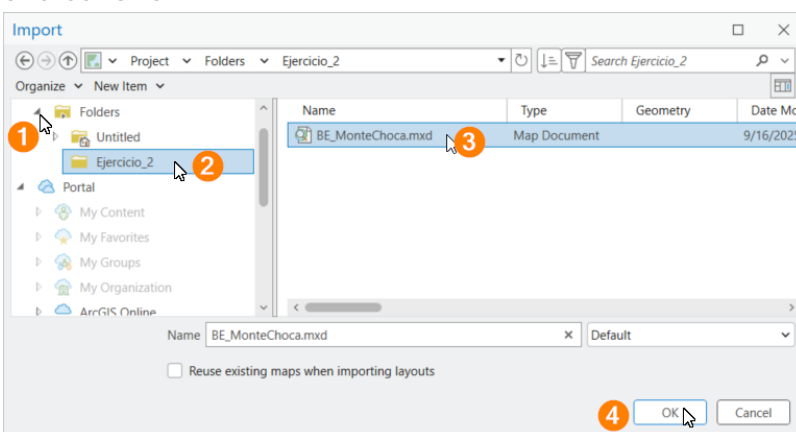 Import
Project Folders Ejercicio_2 Search Ejercicio_2
Organize New Item
Folders Name Type Geometry Date Mo
1 Untitled BE_MonteChoca.mxd 3 Map Document 9/16/202
Ejercicio_2 2
Portal
My Content
My Favorites
My Groups
My Organization
ArcGIS Online
Name BE_MonteChoca.mxd Default
Reuse existing maps when importing layouts
4 OK Cancel